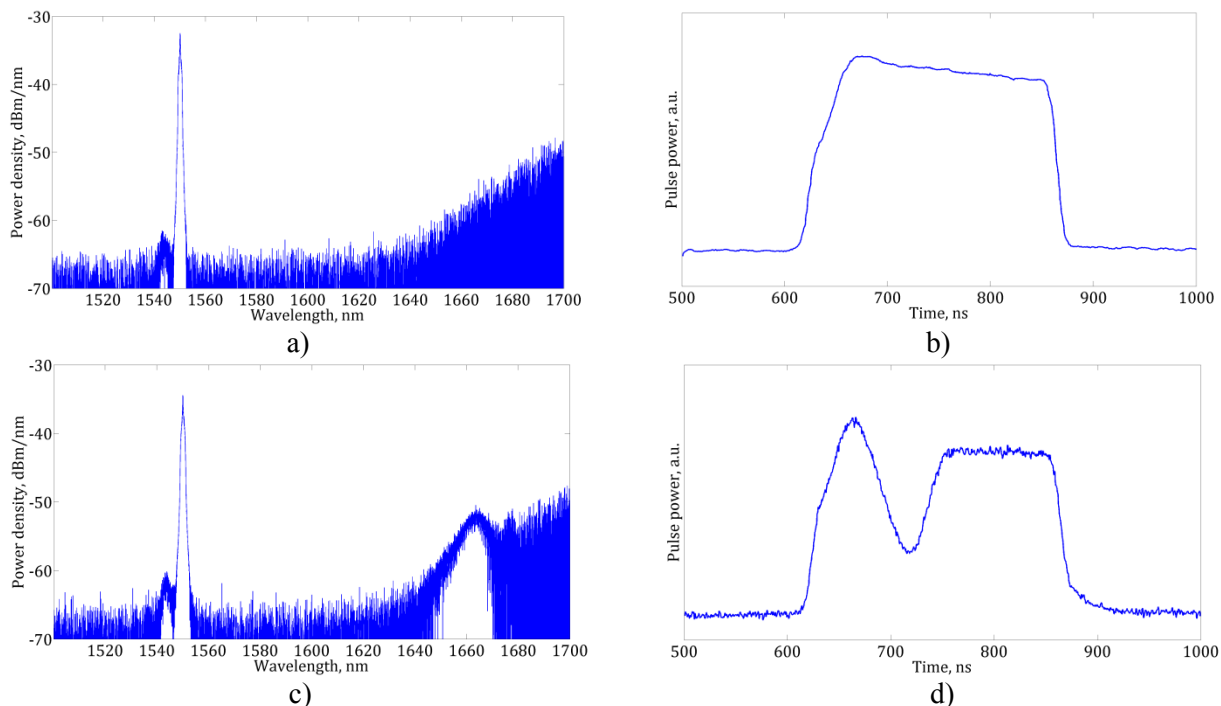 -30
-40
-50
-60
-70
Power density, dBm/nm
1520 1540 1560 1580 1600 1620 1640 1660 1680 1700
Wavelength, nm
a)
Pulse power, a.u.
500 600 700 800 900 1000
Time, ns
b)
-30
-40
-50
-60
-70
Power density, dBm/nm
1520 1540 1560 1580 1600 1620 1640 1660 1680 1700
Wavelength, nm
c)
Pulse power, a.u.
500 600 700 800 900 1000
Time, ns
d)